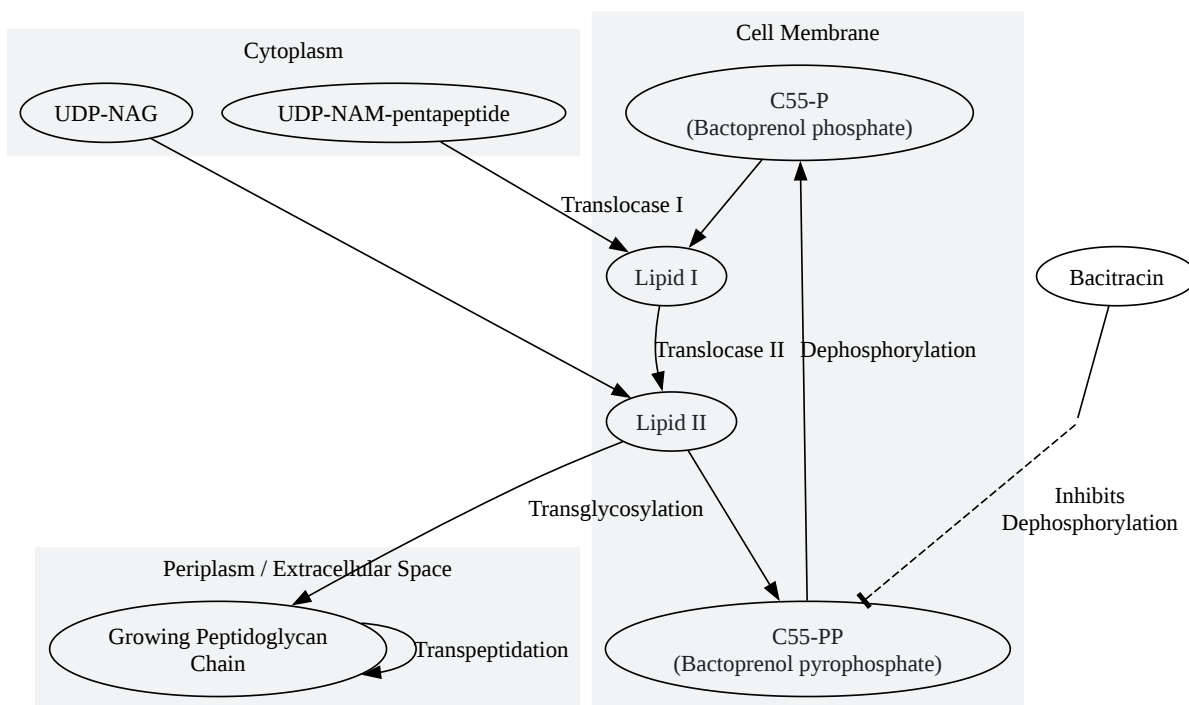 Cell Membrane
Cytoplasm
UDP-NAG
UDP-NAM-pentapeptide
C55-P
(Bactoprenol phosphate)
Translocase I
Lipid I
Bacitracin
Translocase II
Dephosphorylation
Lipid II
Transglycosylation
Inhibits
Dephosphorylation
Periplasm / Extracellular Space
Growing Peptidoglycan
Chain
Transpeptidation
C55-PP
(Bactoprenol pyrophosphate)